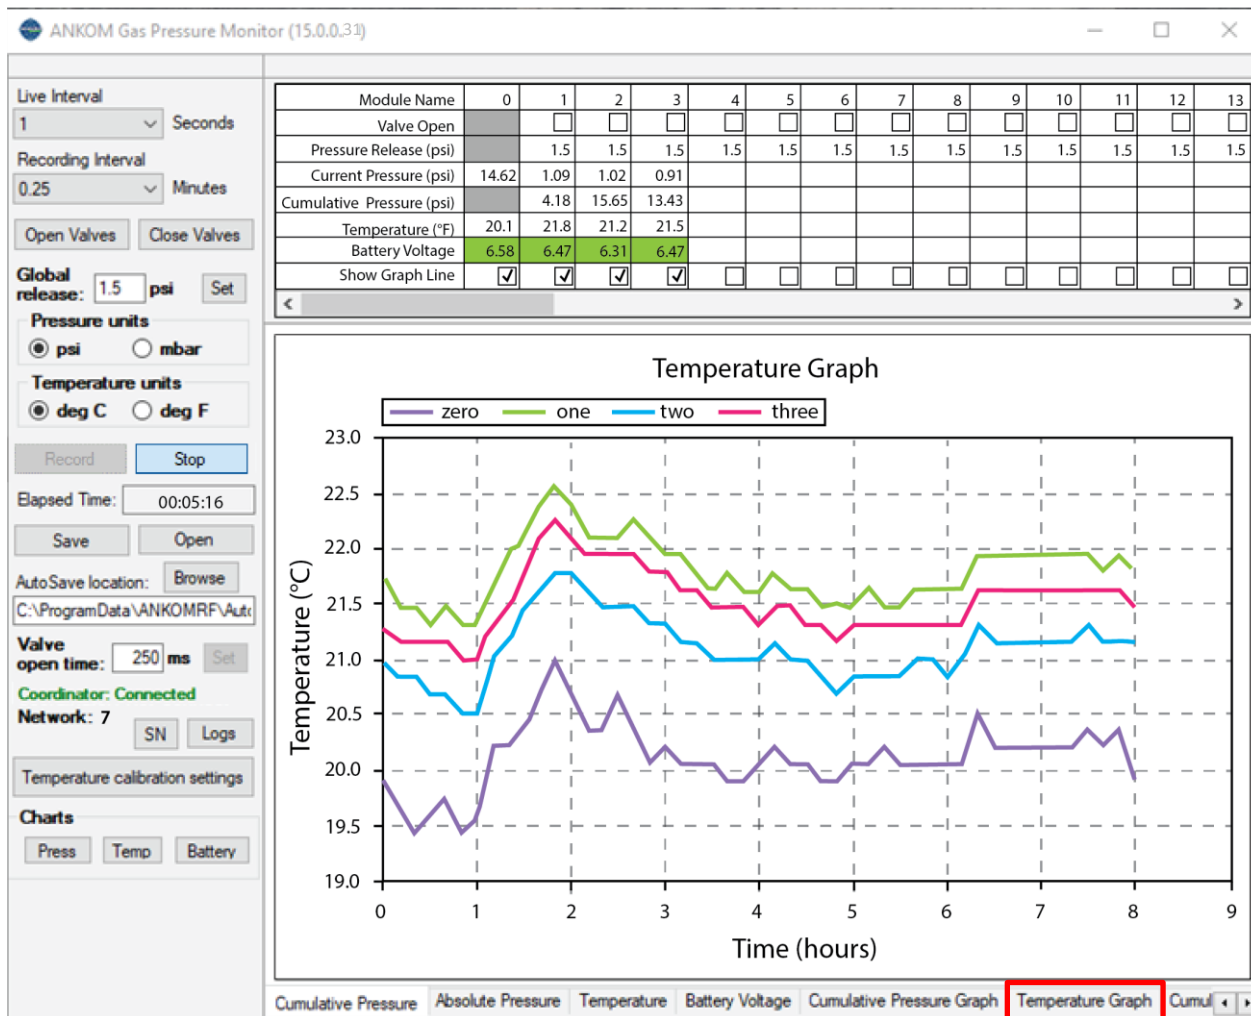 ANKOM Gas Pressure Monitor (15.0.0.31)
Live Interval
1 Seconds
Recording Interval
0.25 Minutes
Open Valves Close Valves
Global
release: 1.5 psi Set
Pressure units
psi mbar
Temperature units
deg C deg F
Record Stop
Elapsed Time: 00:05:16
Save Open
AutoSave location: Browse
C:\ProgramData\ANKOMRF\Auto
Valve
open time: 250 ms Set
Coordinator: Connected
Network: 7
SN Logs
Temperature calibration settings
Charts
Press Temp Battery
Module Name 0 1 2 3 4 5 6 7 8 9 10 11 12 13
Valve Open
Pressure Release (psi) 1.5 1.5 1.5 1.5 1.5 1.5 1.5 1.5 1.5 1.5 1.5 1.5 1.5
Current Pressure (psi) 14.62 1.09 1.02 0.91
Cumulative Pressure (psi) 4.18 15.65 13.43
Temperature (°F) 20.1 21.8 21.2 21.5
Battery Voltage 6.58 6.47 6.31 6.47
Show Graph Line
Temperature Graph
zero one two three
Temperature (°C)
23.0
22.5
22.0
21.5
21.0
20.5
20.0
19.5
19.0
0 1 2 3 4 5 6 7 8 9
Time (hours)
Cumulative Pressure Absolute Pressure Temperature Battery Voltage Cumulative Pressure Graph Temperature Graph Cumul